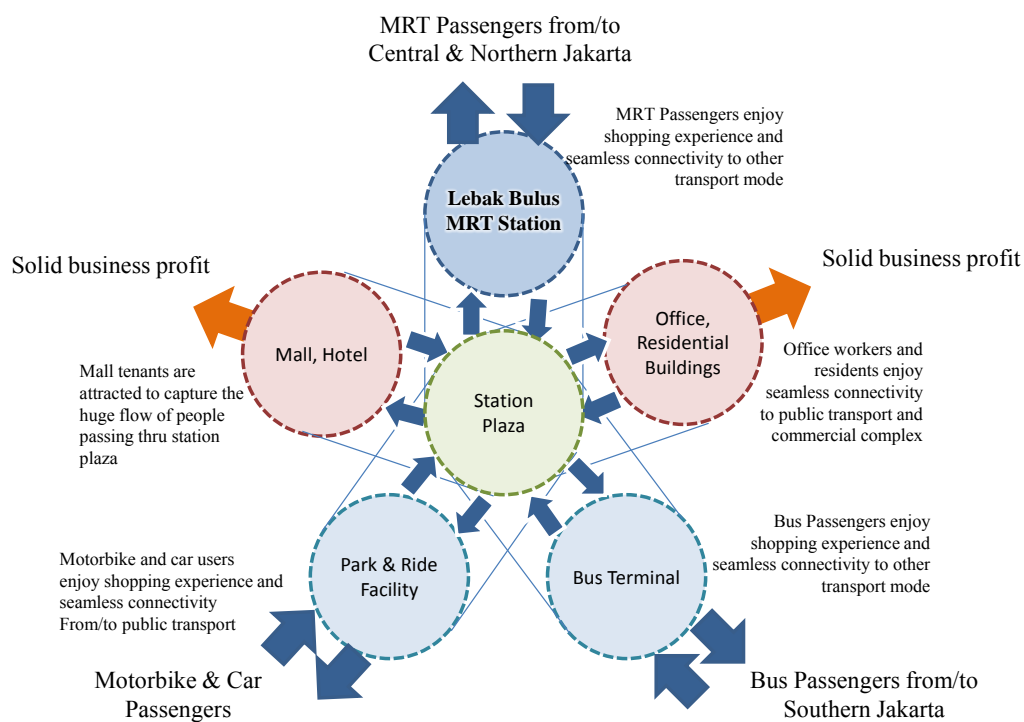 MRT Passengers from/to
Central & Northern Jakarta
MRT Passengers enjoy
shopping experience and
seamless connectivity to other
transport mode
Lebak Bulus
MRT Station
Solid business profit
Solid business profit
Mall, Hotel
Office,
Residential
Buildings
Mall tenants are
attracted to capture the
huge flow of people
passing thru station
plaza
Station
Plaza
Office workers and
residents enjoy
seamless connectivity
to public transport and
commercial complex
Motorbike and car users
enjoy shopping experience and
seamless connectivity
From/to public transport
Park & Ride
Facility
Bus Terminal
Bus Passengers enjoy
shopping experience and
seamless connectivity to other
transport mode
Motorbike & Car
Passengers
Bus Passengers from/to
Southern Jakarta